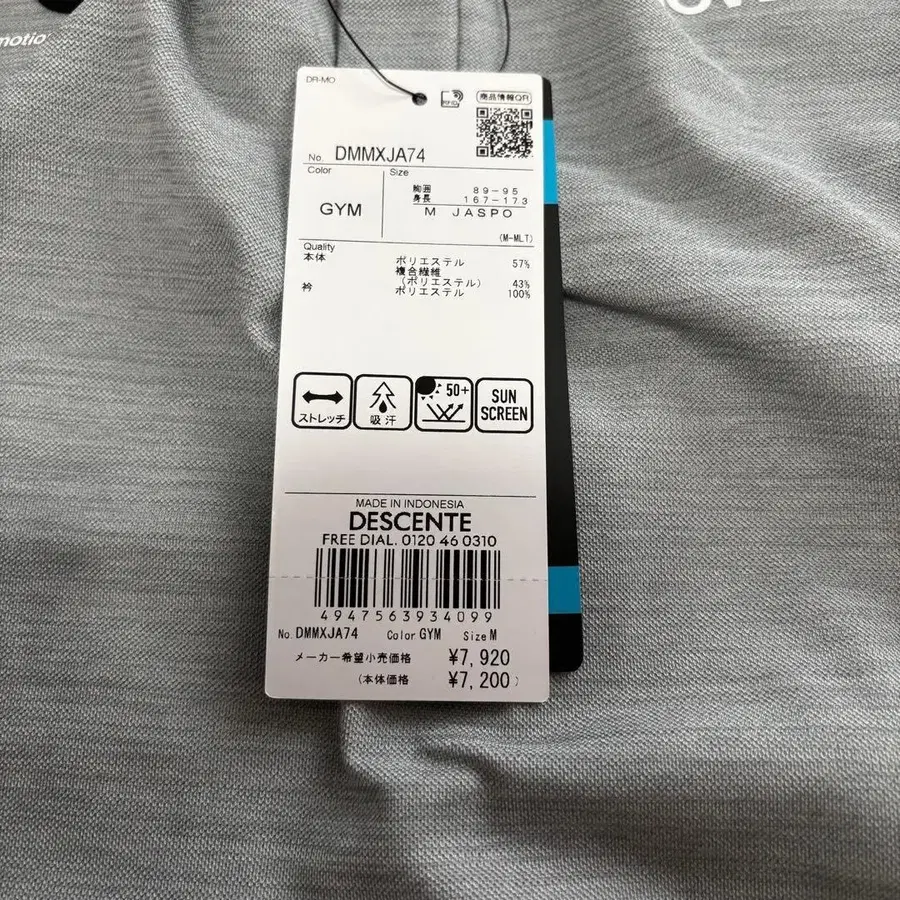 motio
DR-MO
商品情報QR
No. DMMXJA74
Color
Size
GYM
胸囲 89-95
身長 167-173
M JASPO
(M-MLT)
Quality
本体 ポリエステル 57%
複合繊維
(ポリエステル) 43%
衿 ポリエステル 100%
ストレッチ
吸汗
50+
SUN SCREEN
MADE IN INDONESIA
DESCENTE
FREE DIAL. 0120 46 0310
4947563934099
No. DMMXJA74 Color GYM Size M
メーカー希望小売価格 ¥7,920
(本体価格 ¥7,200)